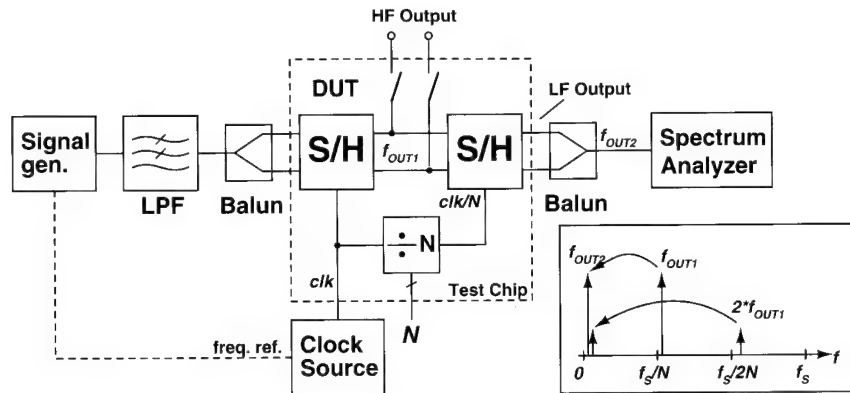 HF Output
DUT
LF Output
Signal gen.
LPF
Balun
S/H
f_OUT1
S/H
clk/N
Balun
f_OUT2
Spectrum Analyzer
÷ N
clk
Test Chip
N
freq. ref.
Clock Source
f_OUT2
f_OUT1
2*f_OUT1
0
f_S/N
f_S/2N
f_S
f